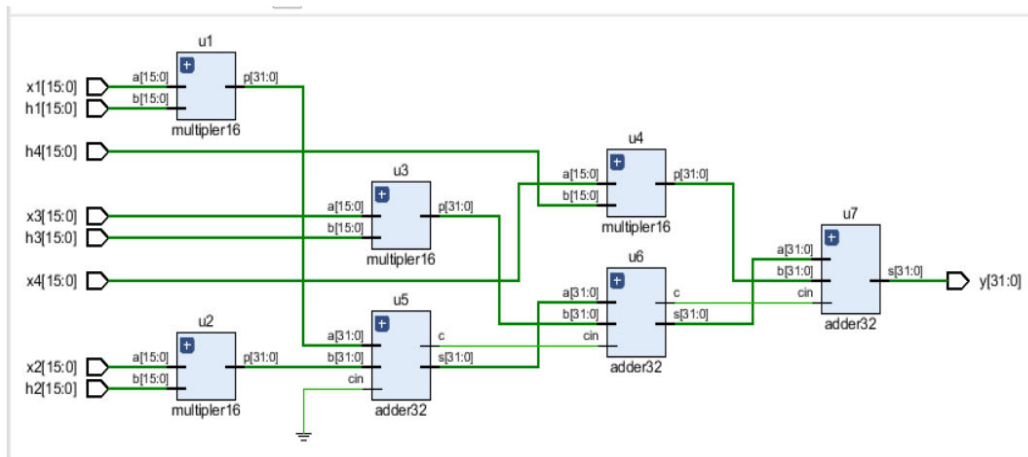 u1
x1[15:0]
a[15:0]
p[31:0]
h1[15:0]
b[15:0]
multipler16
h4[15:0]
u3
x3[15:0]
a[15:0]
p[31:0]
h3[15:0]
b[15:0]
multipler16
x4[15:0]
u2
x2[15:0]
a[15:0]
p[31:0]
h2[15:0]
b[15:0]
multipler16
u5
a[31:0]
c
b[31:0]
s[31:0]
cin
adder32
u4
a[15:0]
p[31:0]
b[15:0]
multipler16
u6
a[31:0]
c
b[31:0]
s[31:0]
cin
adder32
u7
a[31:0]
b[31:0]
s[31:0]
cin
adder32
y[31:0]